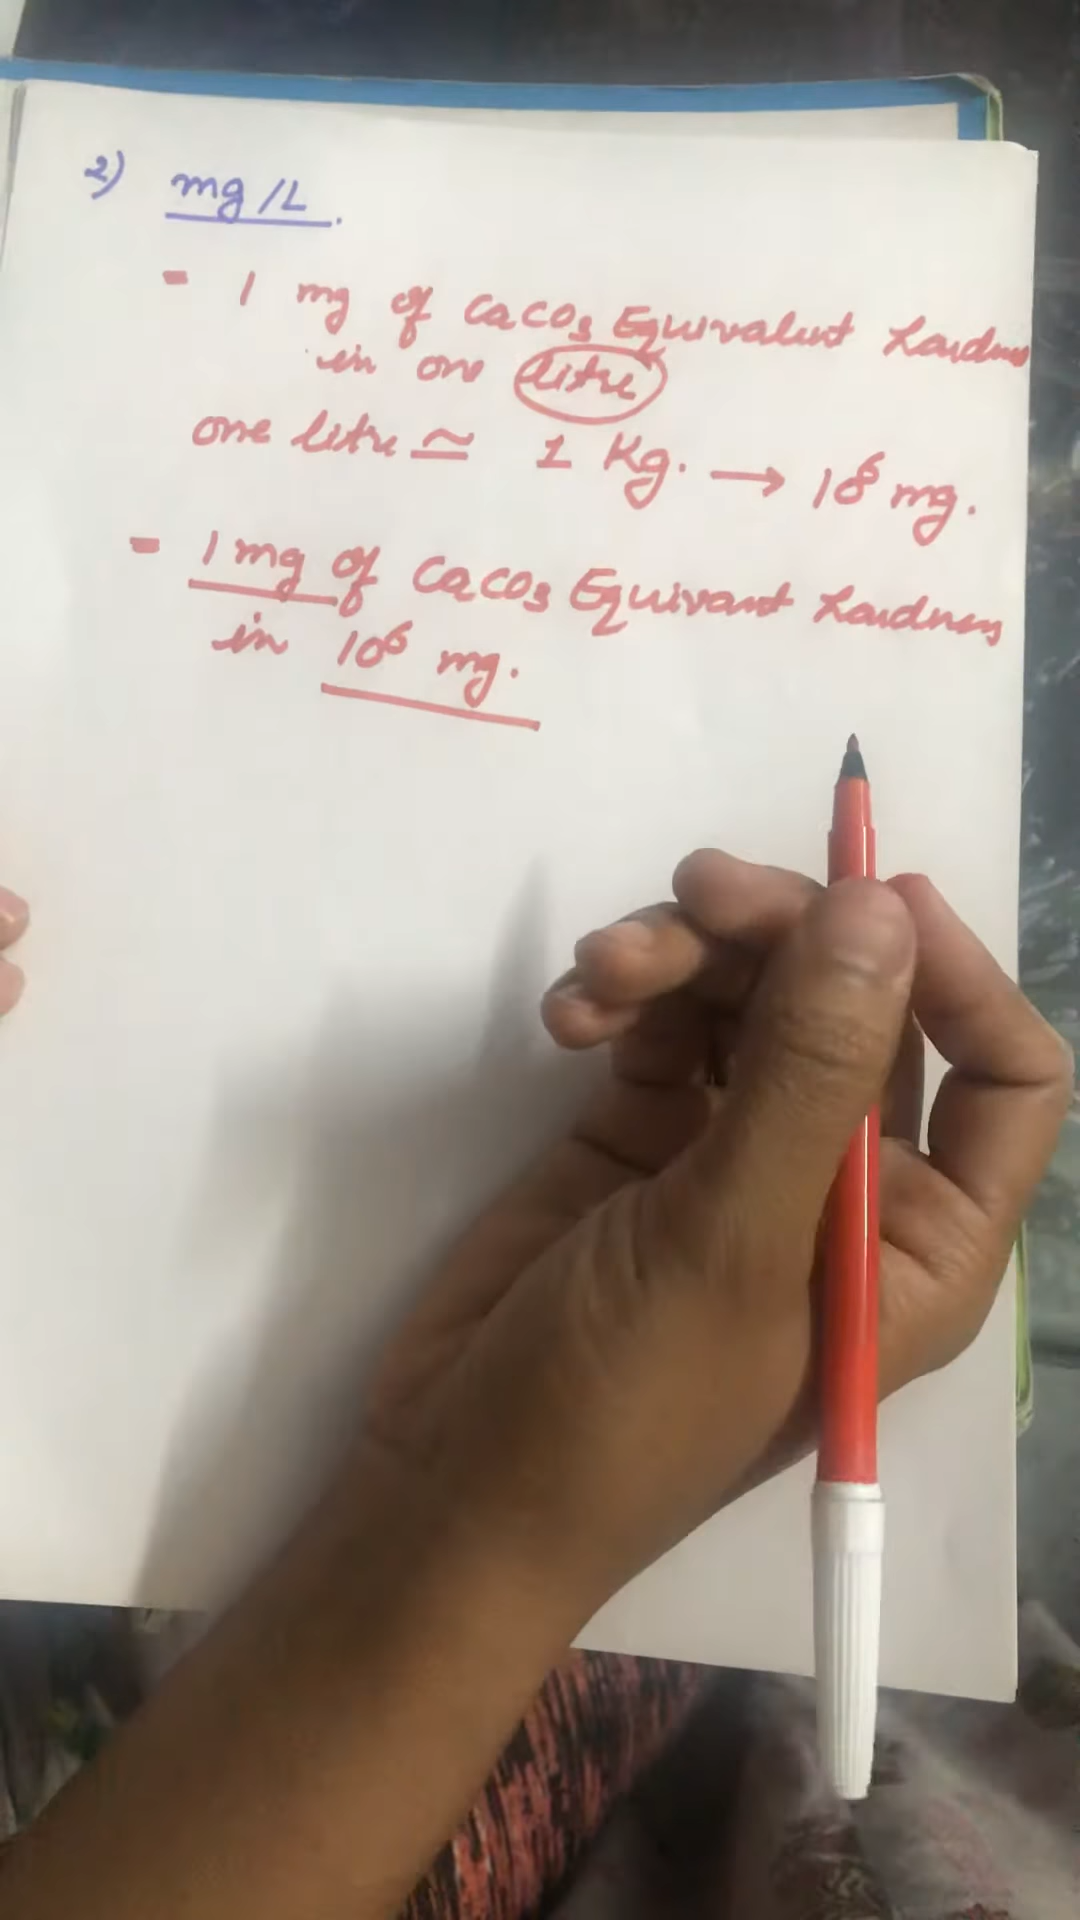 2) mg/L.
- 1 mg of CaCO3 Equivalent Hardness
in one litre
one litre ≃ 1 Kg. → 10⁶ mg.
- 1 mg of CaCO3 Equivant Hardness
in 10⁶ mg.